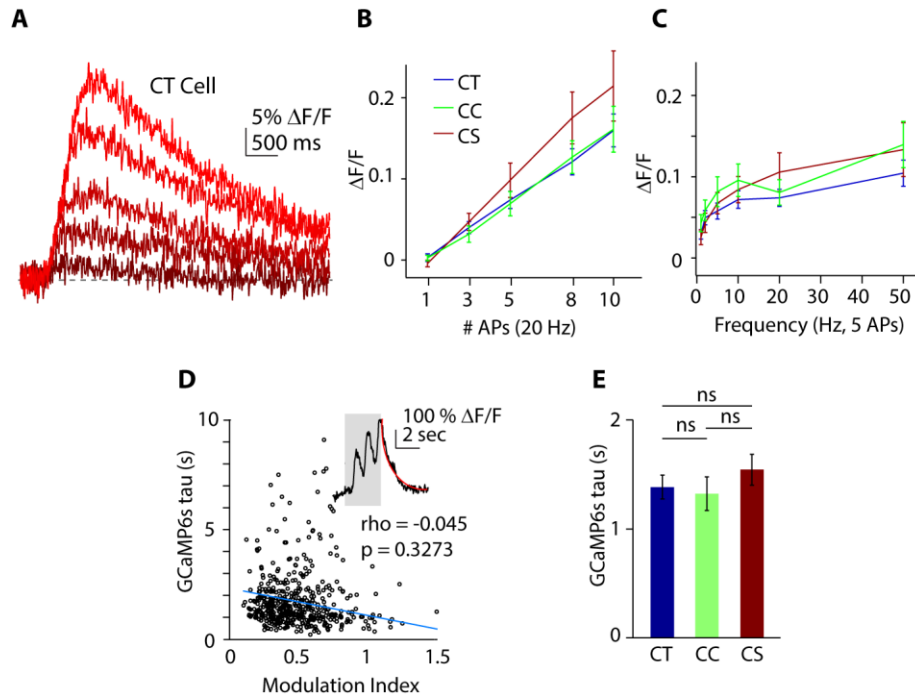 A
CT Cell
5% ΔF/F
500 ms
B
ΔF/F
0.2
0.1
0
CT
CC
CS
1 3 5 8 10
# APs (20 Hz)
C
ΔF/F
0.2
0.1
0
0 10 20 30 40 50
Frequency (Hz, 5 APs)
D
GCaMP6s tau (s)
10
5
2
1
0
100 % ΔF/F
2 sec
rho = -0.045
p = 0.3273
0 0.5 1 1.5
Modulation Index
E
GCaMP6s tau (s)
2
1
0
ns
ns ns
CT CC CS